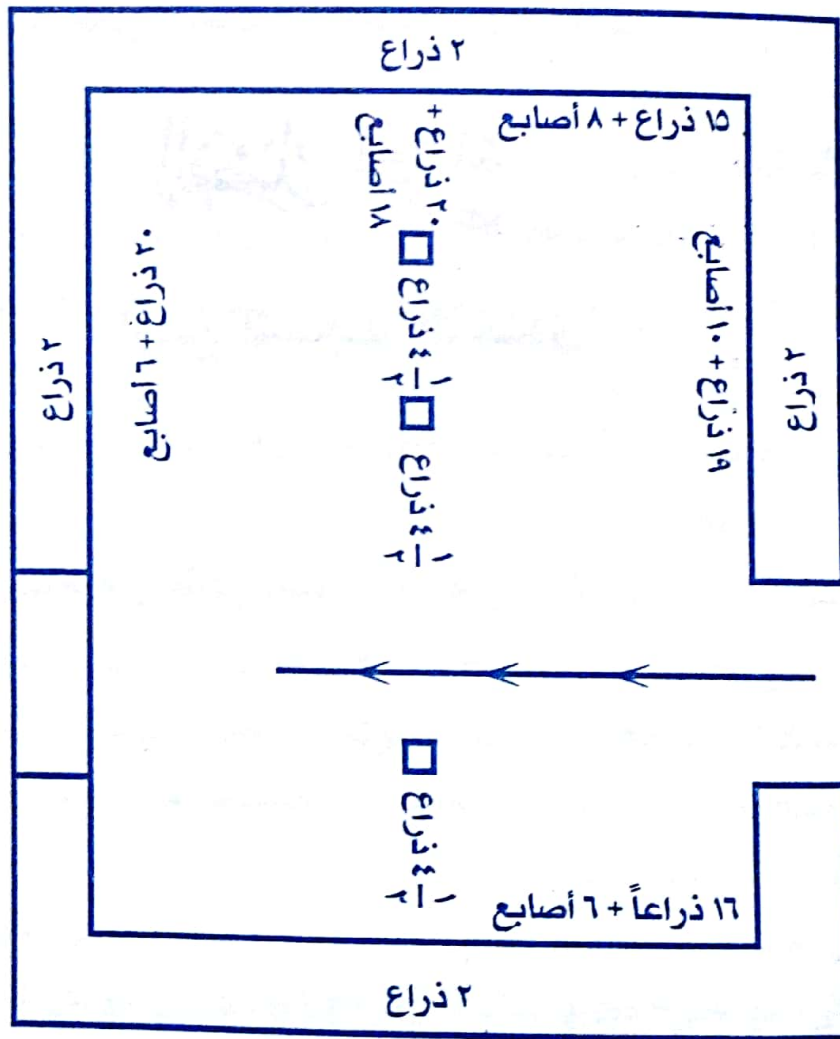 ٢ ذراع
١٥ ذراع + ٨ أصابع
٢٠ ذراع +
١٨ أصابع
١٩ ذراع + ١٠ أصابع
٢ ذراع
٢٠ ذراع + ٦ أصابع
٢ ذراع
٤ ١/٢ ذراع
٤ ١/٢ ذراع
٤ ١/٢ ذراع
١٦ ذراعاً + ٦ أصابع
٢ ذراع